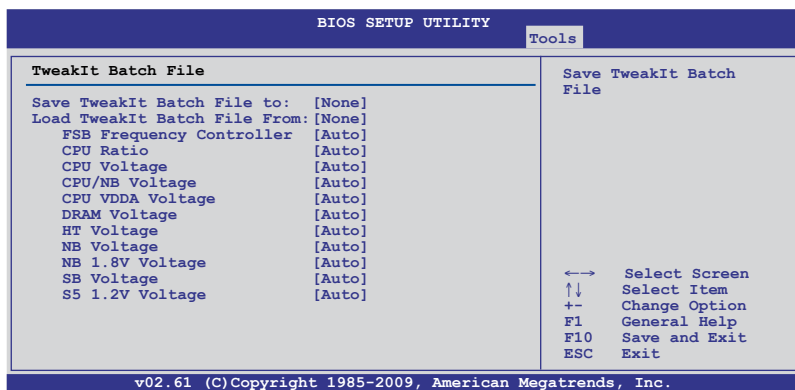 BIOS SETUP UTILITY
Tools
TweakIt Batch File
Save TweakIt Batch File to: [None]
Load TweakIt Batch File From: [None]
FSB Frequency Controller [Auto]
CPU Ratio [Auto]
CPU Voltage [Auto]
CPU/NB Voltage [Auto]
CPU VDDA Voltage [Auto]
DRAM Voltage [Auto]
HT Voltage [Auto]
NB Voltage [Auto]
NB 1.8V Voltage [Auto]
SB Voltage [Auto]
S5 1.2V Voltage [Auto]
Save TweakIt Batch
File
←→ Select Screen
↑↓ Select Item
+- Change Option
F1 General Help
F10 Save and Exit
ESC Exit
v02.61 (C)Copyright 1985-2009, American Megatrends, Inc.